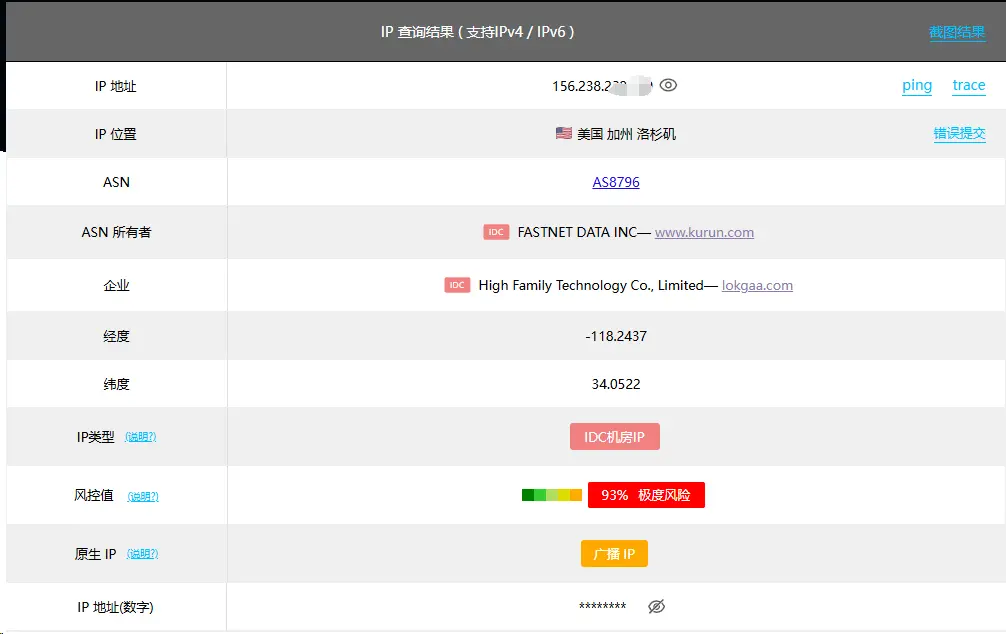 IP 查询结果 ( 支持IPv4 / IPv6 ) 截图结果
IP 地址 156.238. ping trace
IP 位置 美国 加州 洛杉矶 错误提交
ASN AS8796
ASN 所有者 IDC FASTNET DATA INC— www.kurun.com
企业 IDC High Family Technology Co., Limited— lokgaa.com
经度 -118.2437
纬度 34.0522
IP类型 (说明?) IDC机房IP
风控值 (说明?) 93% 极度风险
原生 IP (说明?) 广播 IP
IP 地址(数字) ********